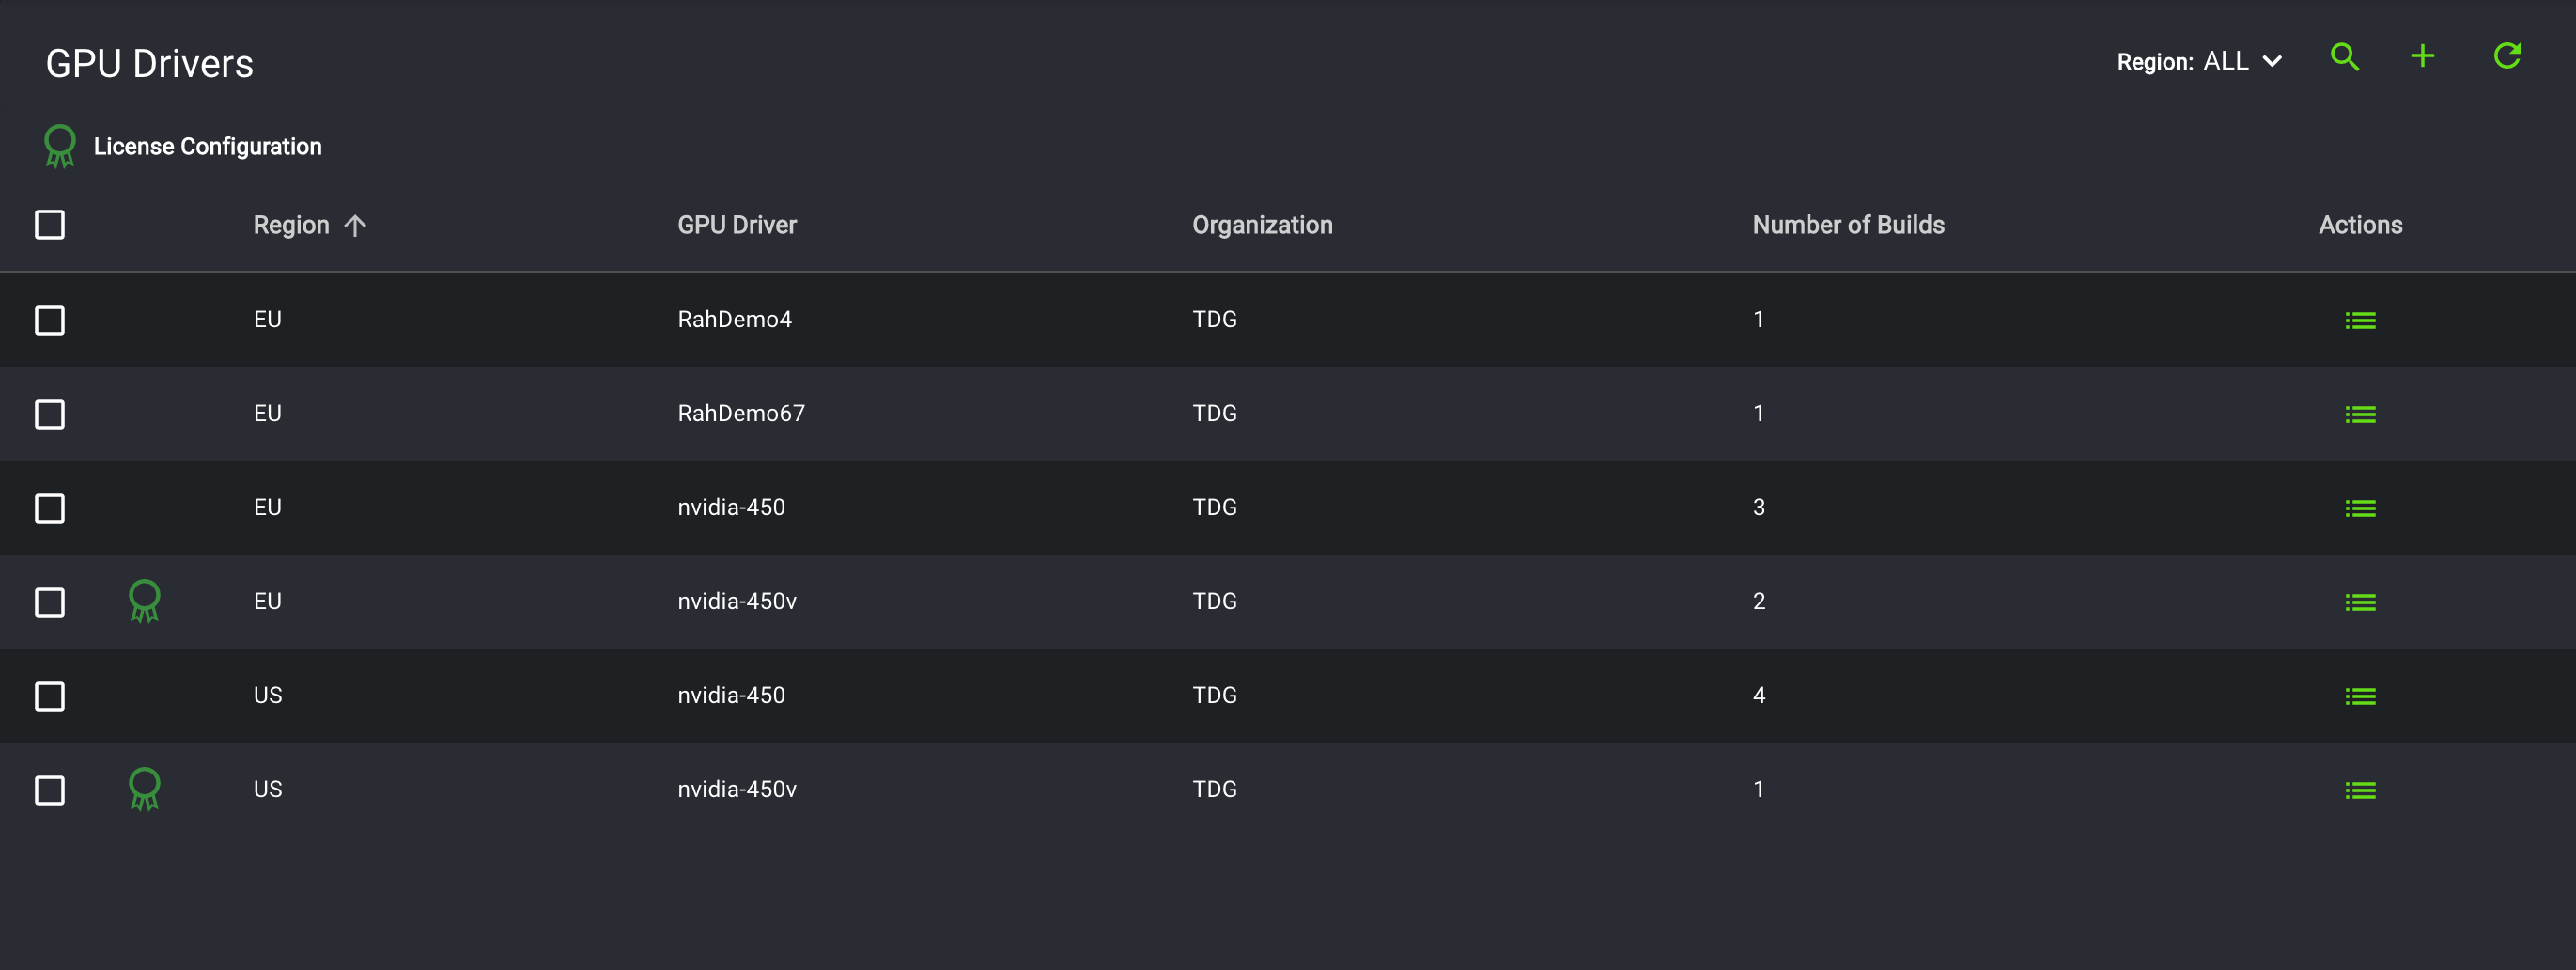 GPU Drivers
Region: ALL
License Configuration
Region GPU Driver Organization Number of Builds Actions
EU RahDemo4 TDG 1
EU RahDemo67 TDG 1
EU nvidia-450 TDG 3
EU nvidia-450v TDG 2
US nvidia-450 TDG 4
US nvidia-450v TDG 1